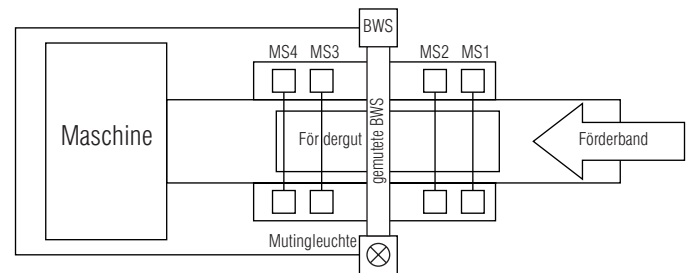 BWS
MS4 MS3 MS2 MS1
Maschine
Fördergut
gemutete BWS
Förderband
Mutingleuchte